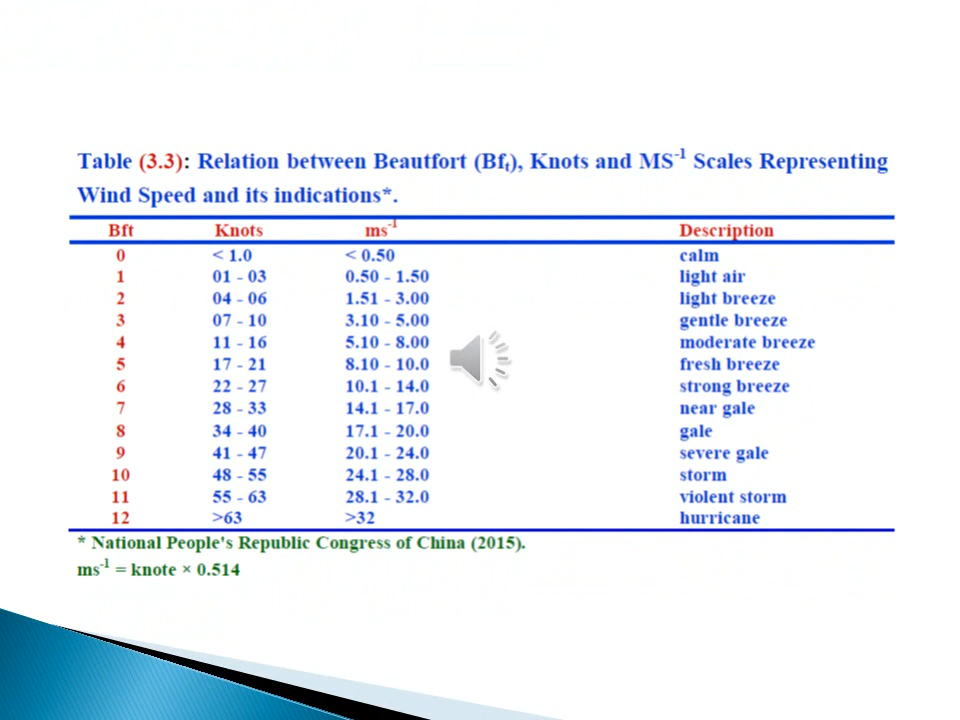 Table (3.3): Relation between Beautfort (Bft), Knots and MS-1 Scales Representing
Wind Speed and its indications*.
Bft Knots ms-1 Description
0 < 1.0 < 0.50 calm
1 01 - 03 0.50 - 1.50 light air
2 04 - 06 1.51 - 3.00 light breeze
3 07 - 10 3.10 - 5.00 gentle breeze
4 11 - 16 5.10 - 8.00 moderate breeze
5 17 - 21 8.10 - 10.0 fresh breeze
6 22 - 27 10.1 - 14.0 strong breeze
7 28 - 33 14.1 - 17.0 near gale
8 34 - 40 17.1 - 20.0 gale
9 41 - 47 20.1 - 24.0 severe gale
10 48 - 55 24.1 - 28.0 storm
11 55 - 63 28.1 - 32.0 violent storm
12 >63 >32 hurricane
* National People's Republic Congress of China (2015).
ms-1 = knote × 0.514